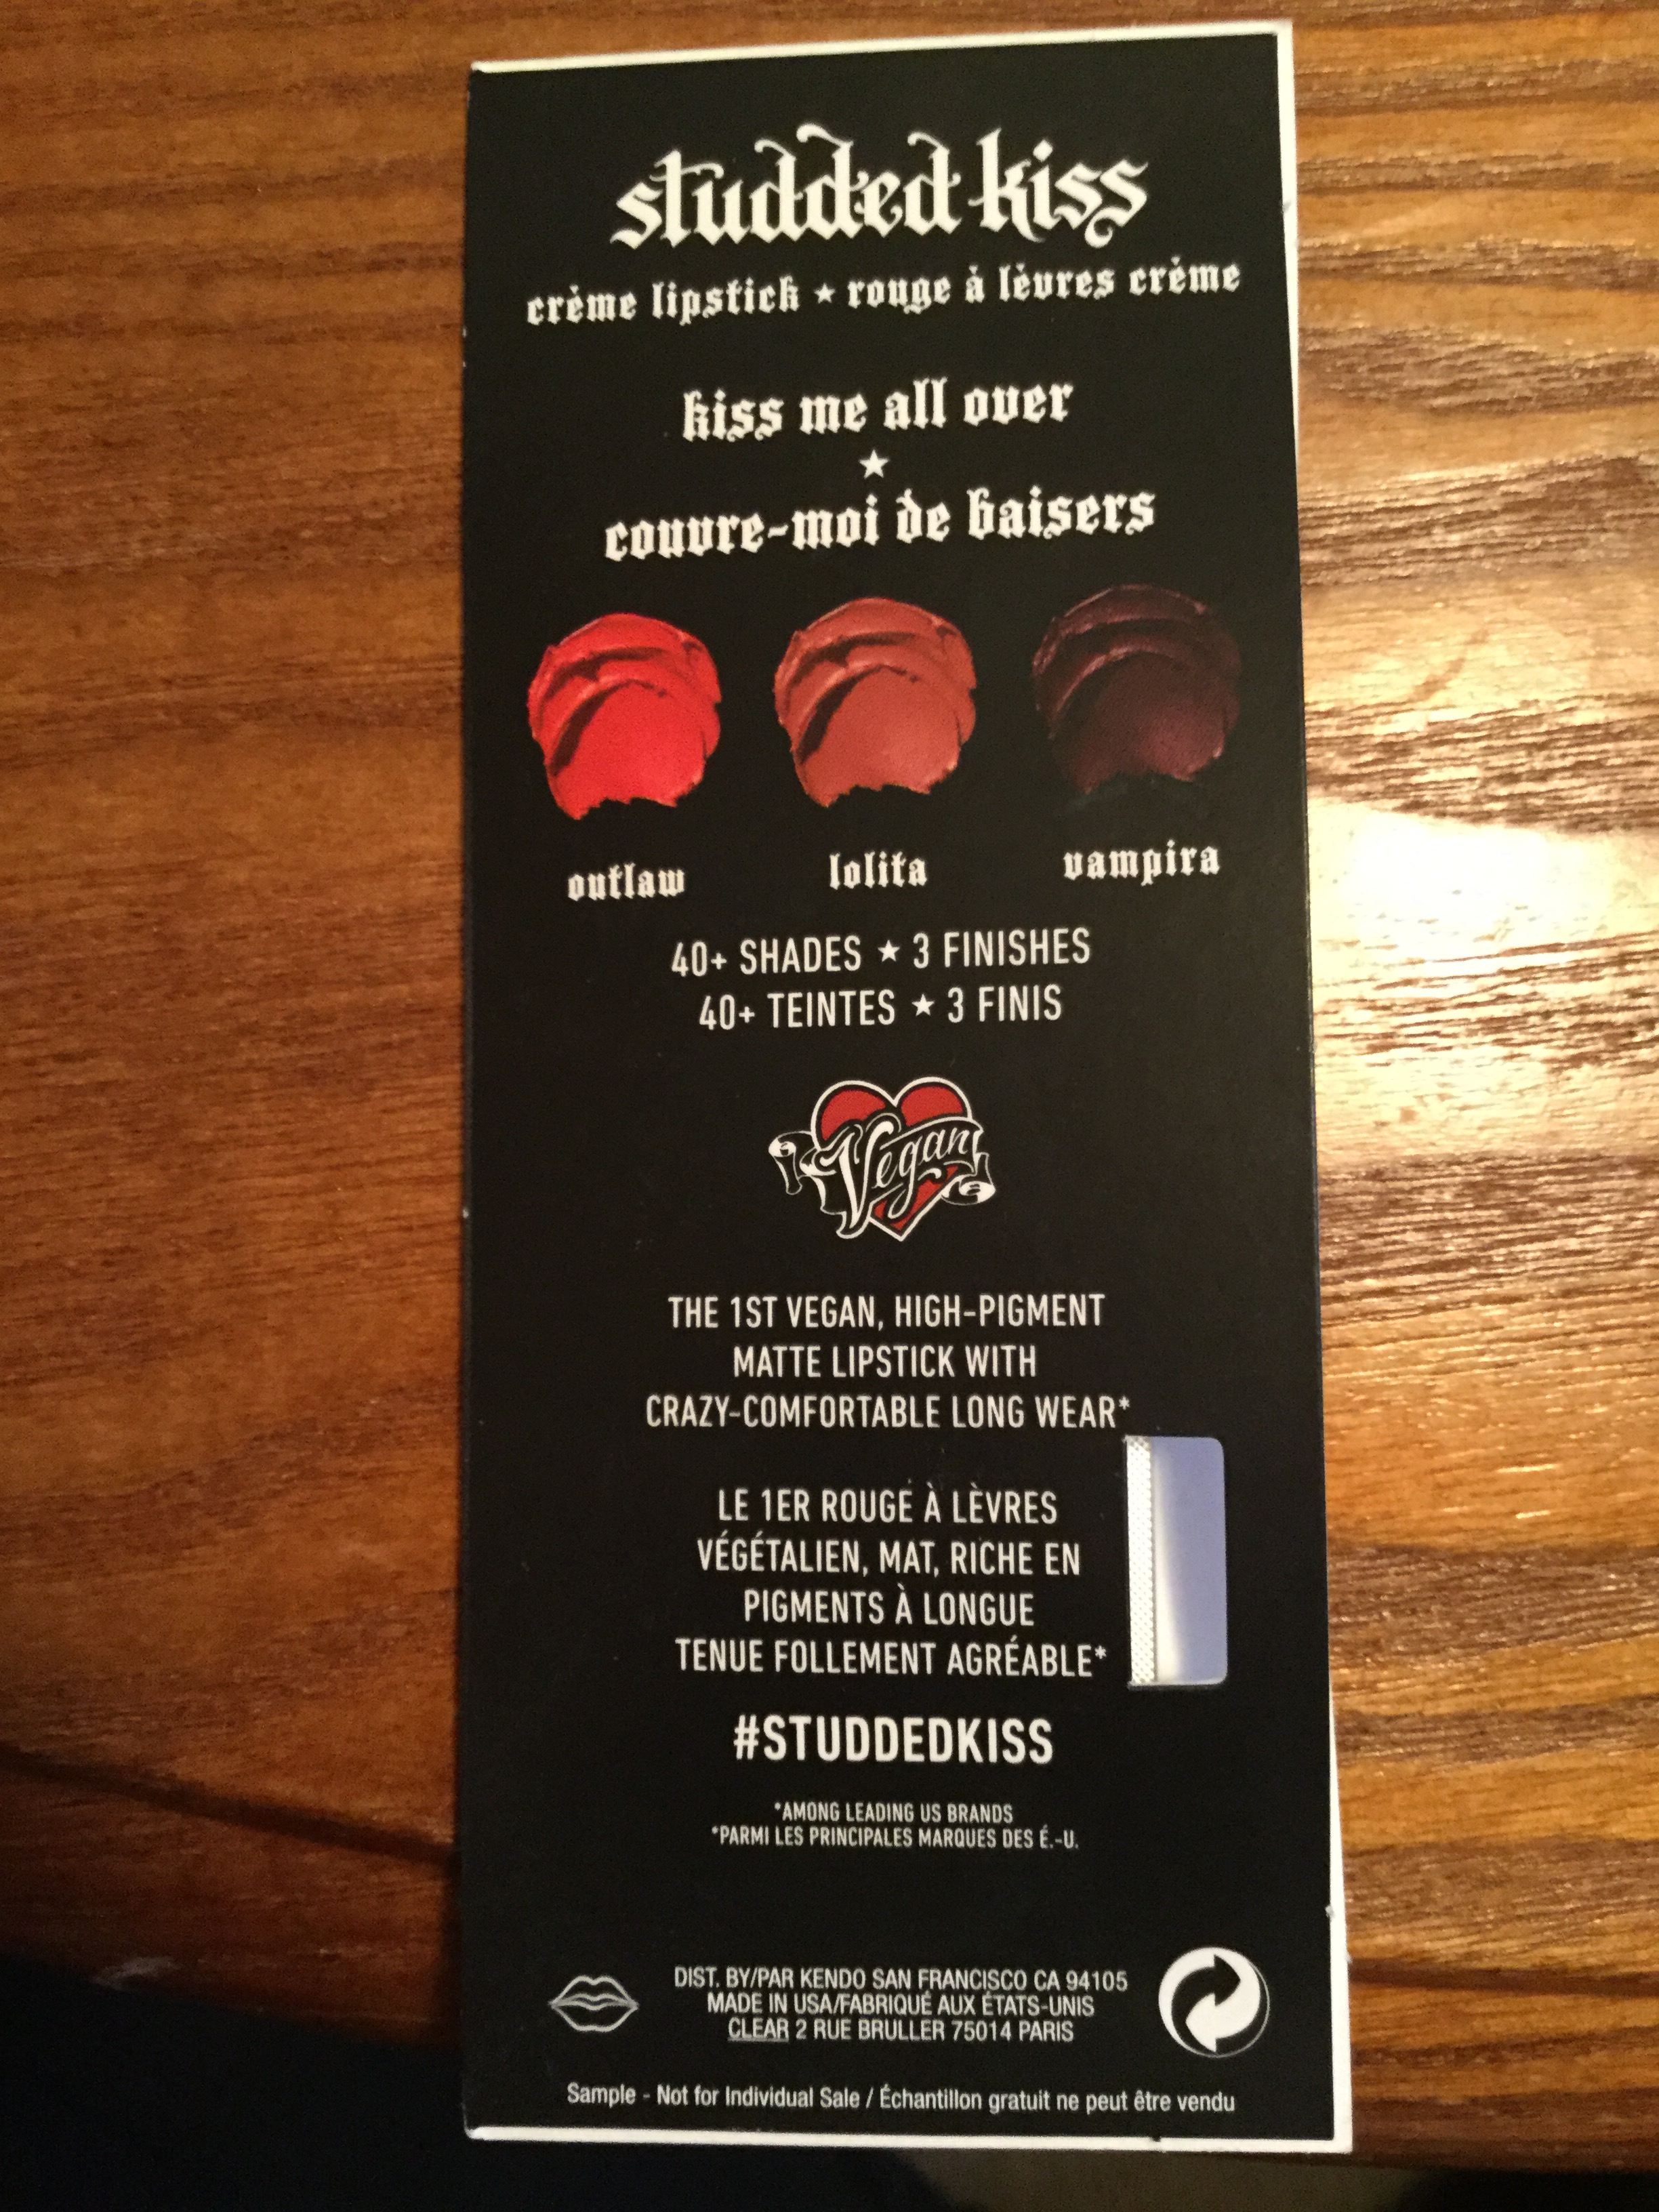 studded kiss
crème lipstick ★ rouge à lèvres crème
kiss me all over
★
couvre-moi de baisers
outlaw lolita vampira
40+ SHADES ★ 3 FINISHES
40+ TEINTES ★ 3 FINIS
Vegan
THE 1ST VEGAN, HIGH-PIGMENT
MATTE LIPSTICK WITH
CRAZY-COMFORTABLE LONG WEAR*
LE 1ER ROUGE À LÈVRES
VÉGÉTALIEN, MAT, RICHE EN
PIGMENTS À LONGUE
TENUE FOLLEMENT AGRÉABLE*
#STUDDEDKISS
*AMONG LEADING US BRANDS
*PARMI LES PRINCIPALES MARQUES DES É.-U.
DIST. BY/PAR KENDO SAN FRANCISCO CA 94105
MADE IN USA/FABRIQUÉ AUX ÉTATS-UNIS
CLEAR 2 RUE BRULLER 75014 PARIS
Sample - Not for Individual Sale / Échantillon gratuit ne peut être vendu